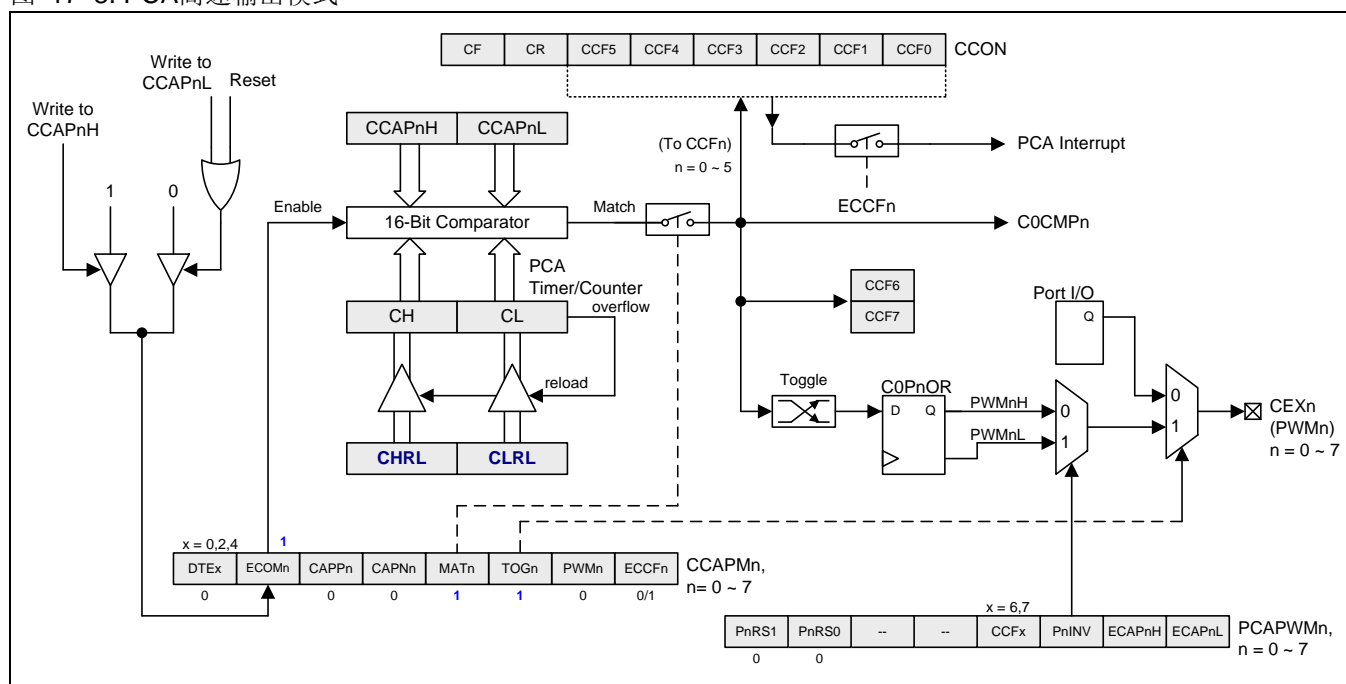 CF CR CCF5 CCF4 CCF3 CCF2 CCF1 CCF0 CCON
Write to
CCAPnL
Reset
Write to
CCAPnH
CCAPnH CCAPnL
(To CCFn)
n = 0 ~ 5
PCA Interrupt
1 0
Enable
16-Bit Comparator
Match
ECCFn
C0CMPn
PCA
Timer/Counter
overflow
CH CL
CCF6
CCF7
Port I/O
Q
reload
Toggle
C0PnOR
D Q
PWMnH
PWMnL
0
1
0
1
CEXn
(PWMn)
n = 0 ~ 7
CHRL CLRL
x = 0,2,4
1
DTEx ECOMn CAPPn CAPNn MATn TOGn PWMn ECCFn
CCAPMn,
n= 0 ~ 7
0 0 0 1 1 0 0/1
x = 6,7
PnRS1 PnRS0 -- -- CCFx PnINV ECAPnH ECAPnL
PCAPWMn,
n = 0 ~ 7
0 0